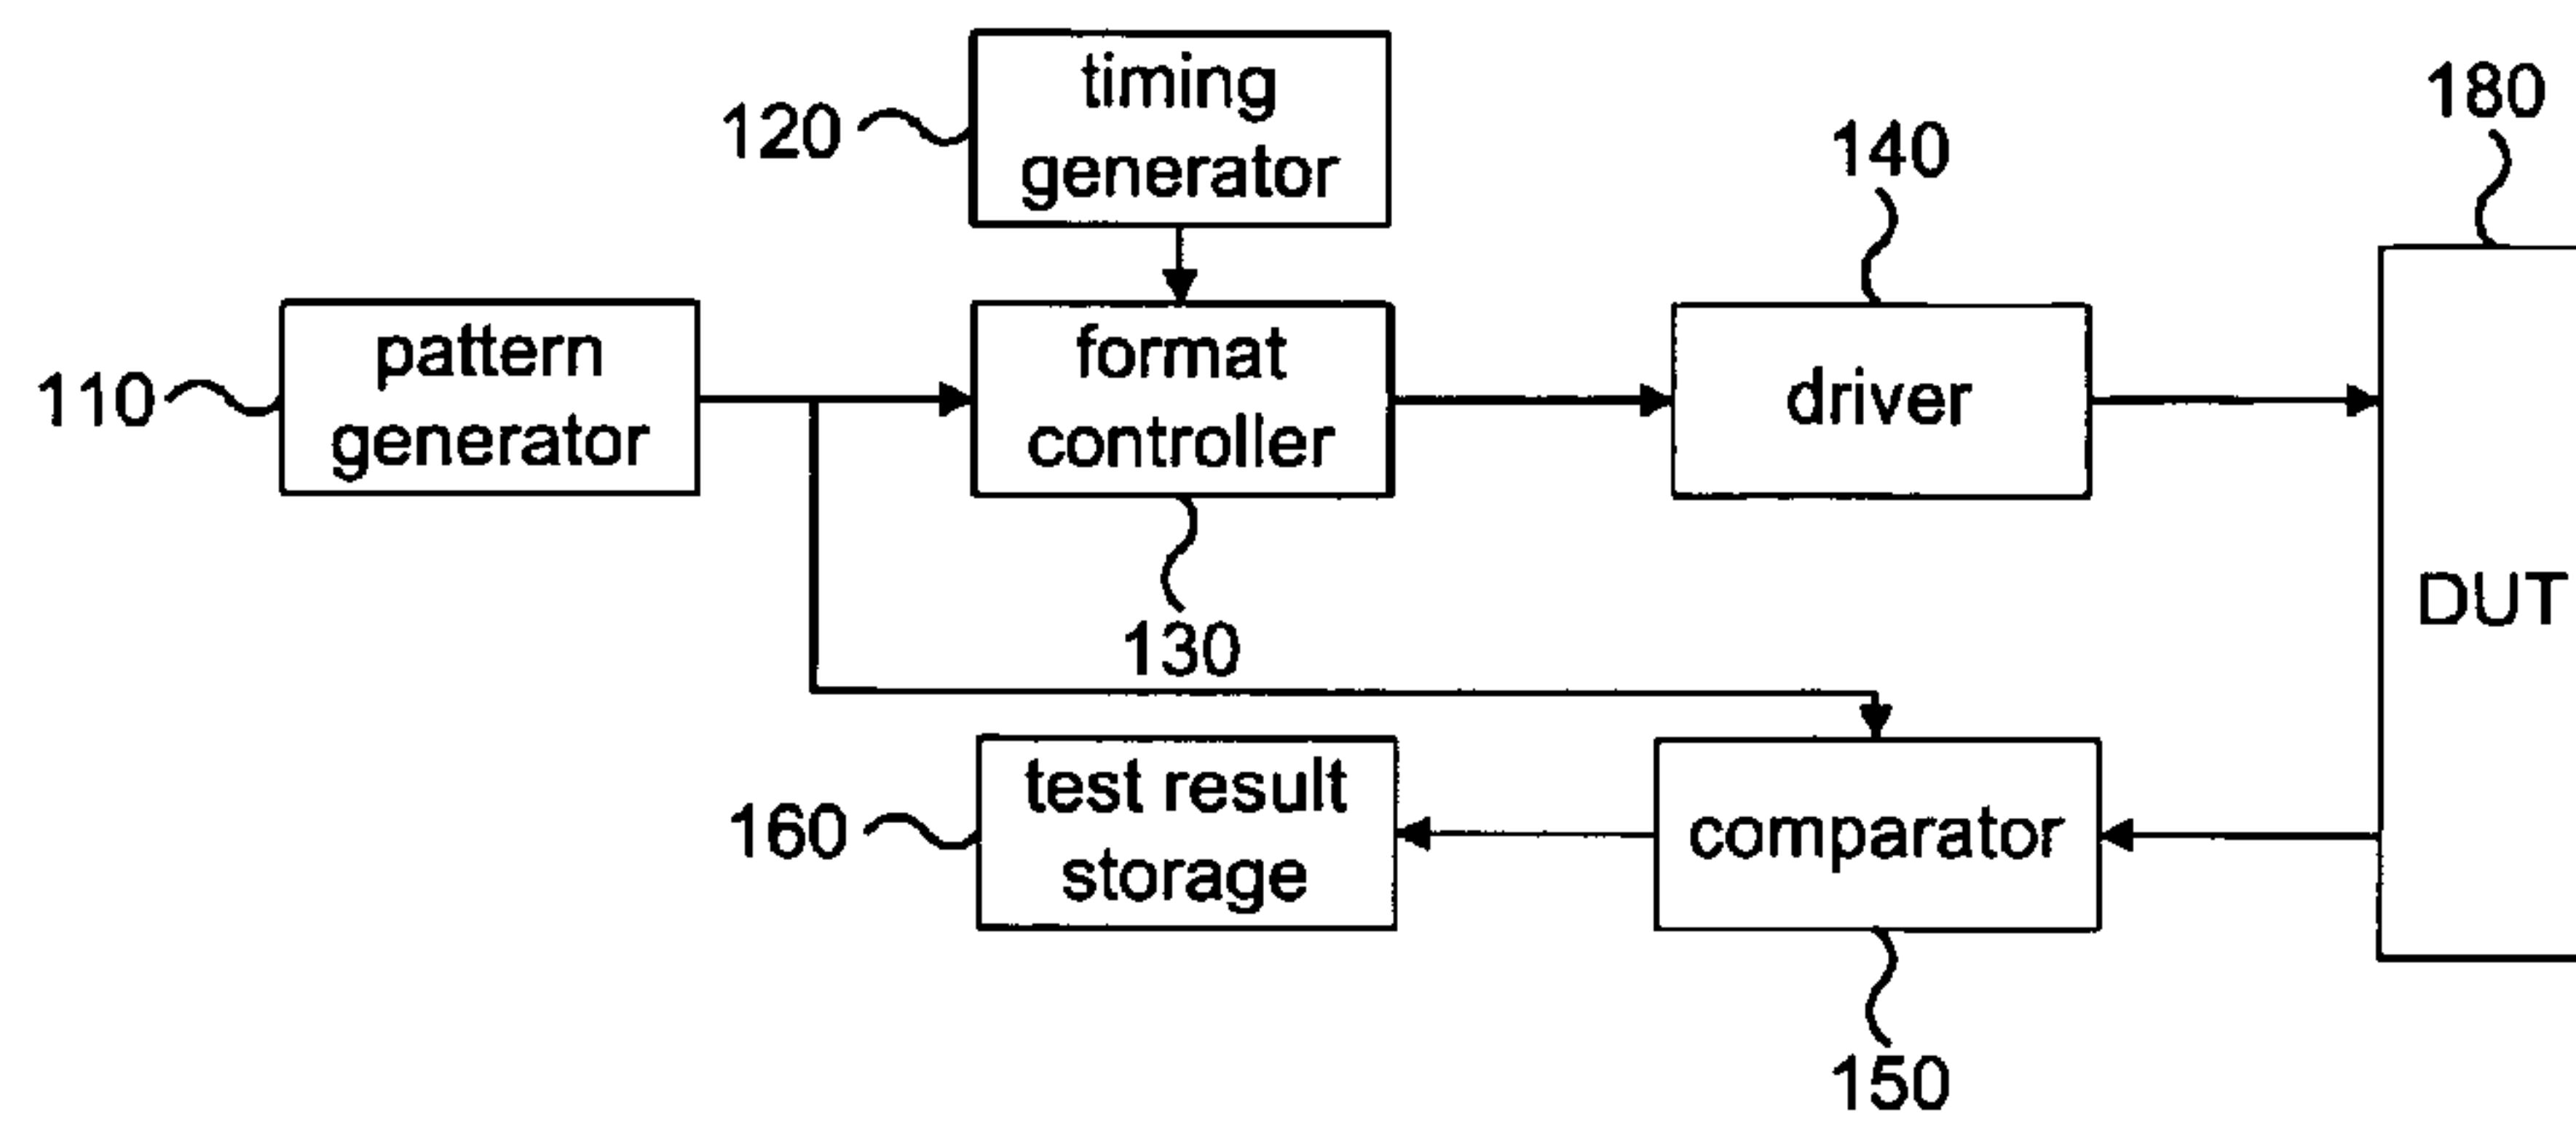 timing
generator
120
180
140
pattern
generator
110
format
controller
driver
130
DUT
test result
storage
160
comparator
150